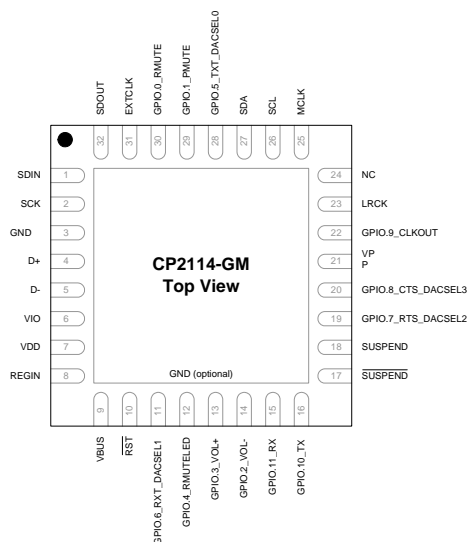 SDOUT
EXTCLK
GPIO.0_RMUTE
GPIO.1_PMUTE
GPIO.5_TXT_DACSEL0
SDA
SCL
MCLK
32
31
30
29
28
27
26
25
SDIN 1
SCK 2
GND 3
D+ 4
D- 5
VIO 6
VDD 7
REGIN 8
CP2114-GM
Top View
GND (optional)
24 NC
23 LRCK
22 GPIO.9_CLKOUT
21 VP
P
20 GPIO.8_CTS_DACSEL3
19 GPIO.7_RTS_DACSEL2
18 SUSPEND
17 SUSPEND
9
10
11
12
13
14
15
16
VBUS
RST
GPIO.6_RXT_DACSEL1
GPIO.4_RMUTELED
GPIO.3_VOL+
GPIO.2_VOL-
GPIO.11_RX
GPIO.10_TX